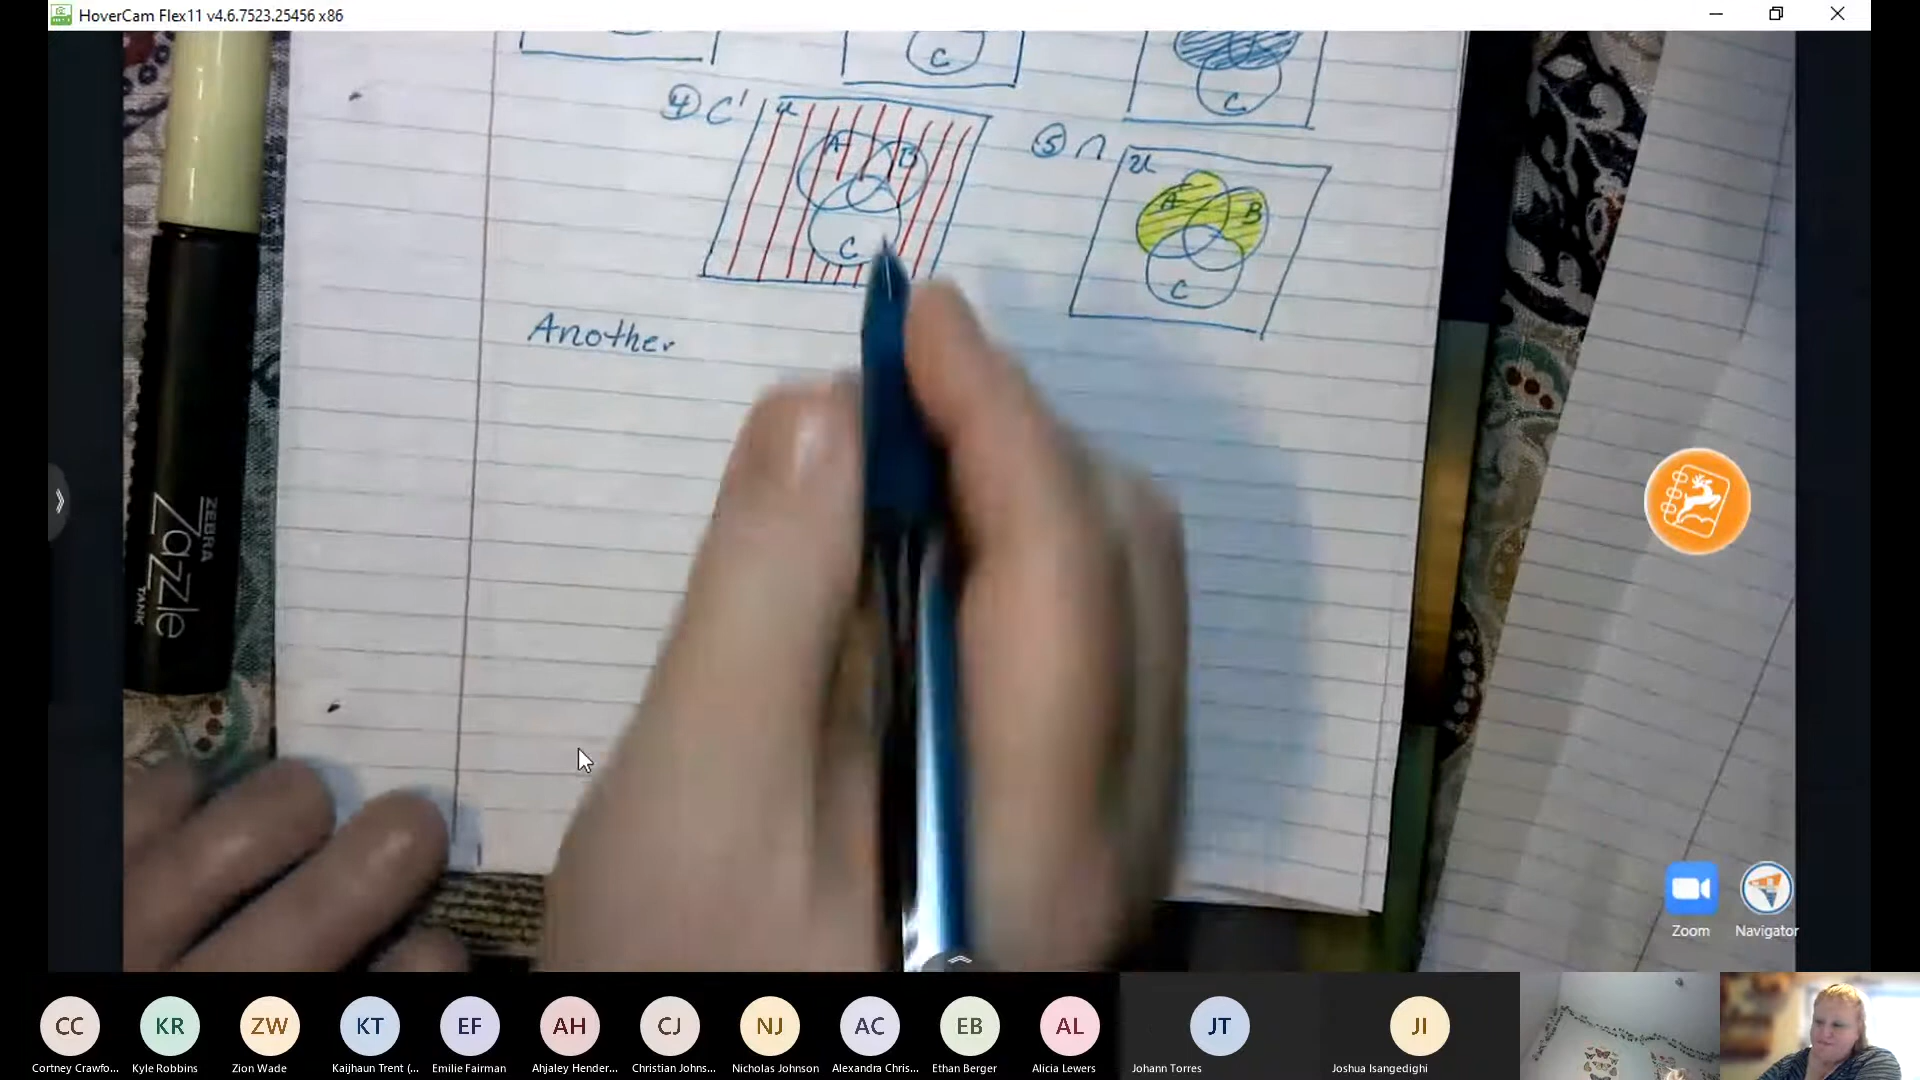 HoverCam Flex11 v4.6.7523.25456 x86
C
C
④ C'
u
A
B
C
⑤ ∩
u
A
B
C
Another
ZEBRA
Zazzle
TANK
Zoom
Navigator
CC
KR
ZW
KT
EF
AH
CJ
NJ
AC
EB
AL
JT
JI
Cortney Crawfo...
Kyle Robbins
Zion Wade
Kaijhaun Trent (...
Emilie Fairman
Ahjaley Hender...
Christian Johns...
Nicholas Johnson
Alexandra Chris...
Ethan Berger
Alicia Lewers
Johann Torres
Joshua Isangedighi